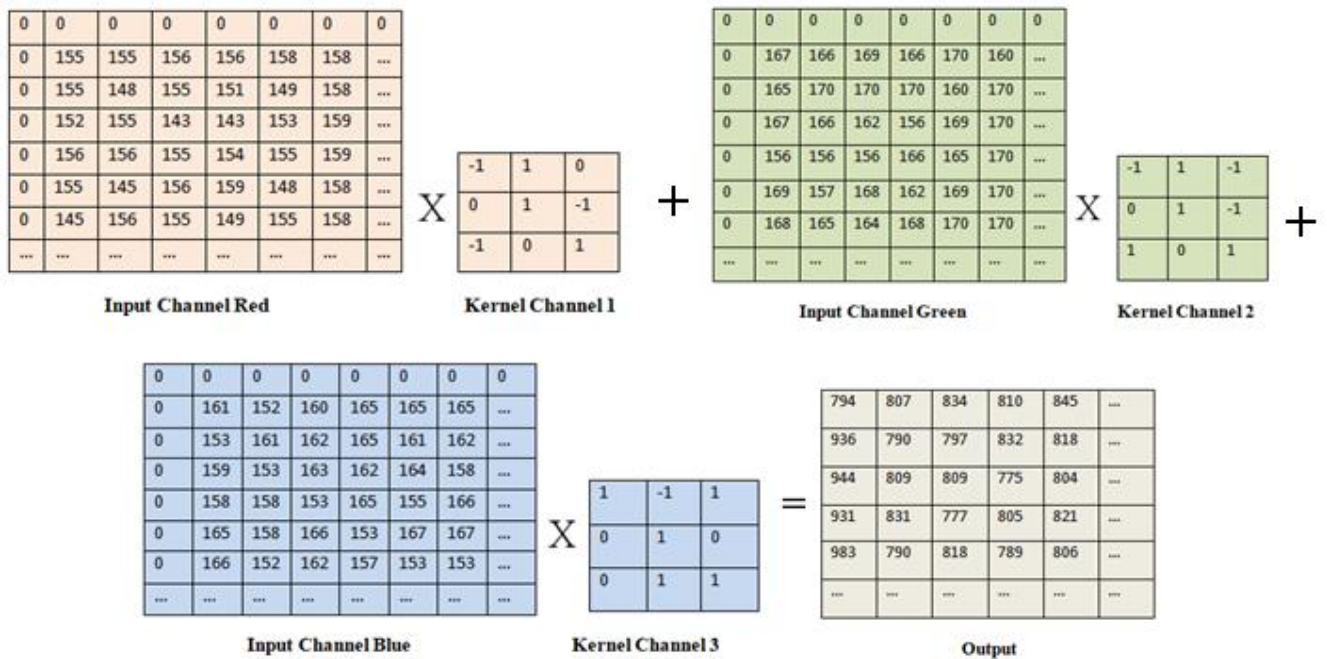 0 0 0 0 0 0 0 0
0 155 155 156 156 158 158 ...
0 155 148 155 151 149 158 ...
0 152 155 143 143 153 159 ...
0 156 156 155 154 155 159 ...
0 155 145 156 159 148 158 ...
0 145 156 155 149 155 158 ...
... ... ... ... ... ... ... ...
Input Channel Red
X
-1 1 0
0 1 -1
-1 0 1
Kernel Channel 1
+
0 0 0 0 0 0 0 0
0 167 166 169 166 170 160 ...
0 165 170 170 170 160 170 ...
0 167 166 162 156 169 170 ...
0 156 156 156 166 165 170 ...
0 169 157 168 162 169 170 ...
0 168 165 164 168 170 170 ...
... ... ... ... ... ... ... ...
Input Channel Green
X
-1 1 -1
0 1 -1
1 0 1
Kernel Channel 2
+
0 0 0 0 0 0 0 0
0 161 152 160 165 165 165 ...
0 153 161 162 165 161 162 ...
0 159 153 163 162 164 158 ...
0 158 158 153 165 155 166 ...
0 165 158 166 153 167 167 ...
0 166 152 162 157 153 153 ...
... ... ... ... ... ... ... ...
Input Channel Blue
X
1 -1 1
0 1 0
0 1 1
Kernel Channel 3
=
794 807 834 810 845 ...
936 790 797 832 818 ...
944 809 809 775 804 ...
931 831 777 805 821 ...
983 790 818 789 806 ...
... ... ... ... ... ...
Output